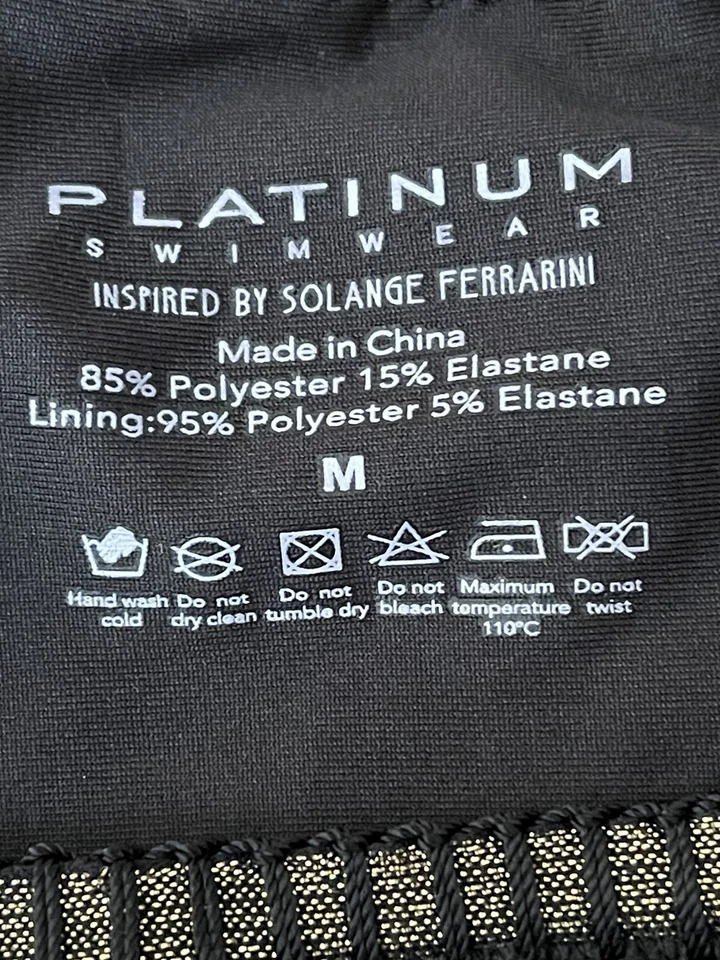 PLATINUM
SWIMWEAR
INSPIRED BY SOLANGE FERRARINI
Made in China
85% Polyester 15% Elastane
Lining:95% Polyester 5% Elastane
M
Hand wash cold
Do not dry clean
Do not tumble dry
Do not bleach
Maximum temperature 110°C
Do not twist